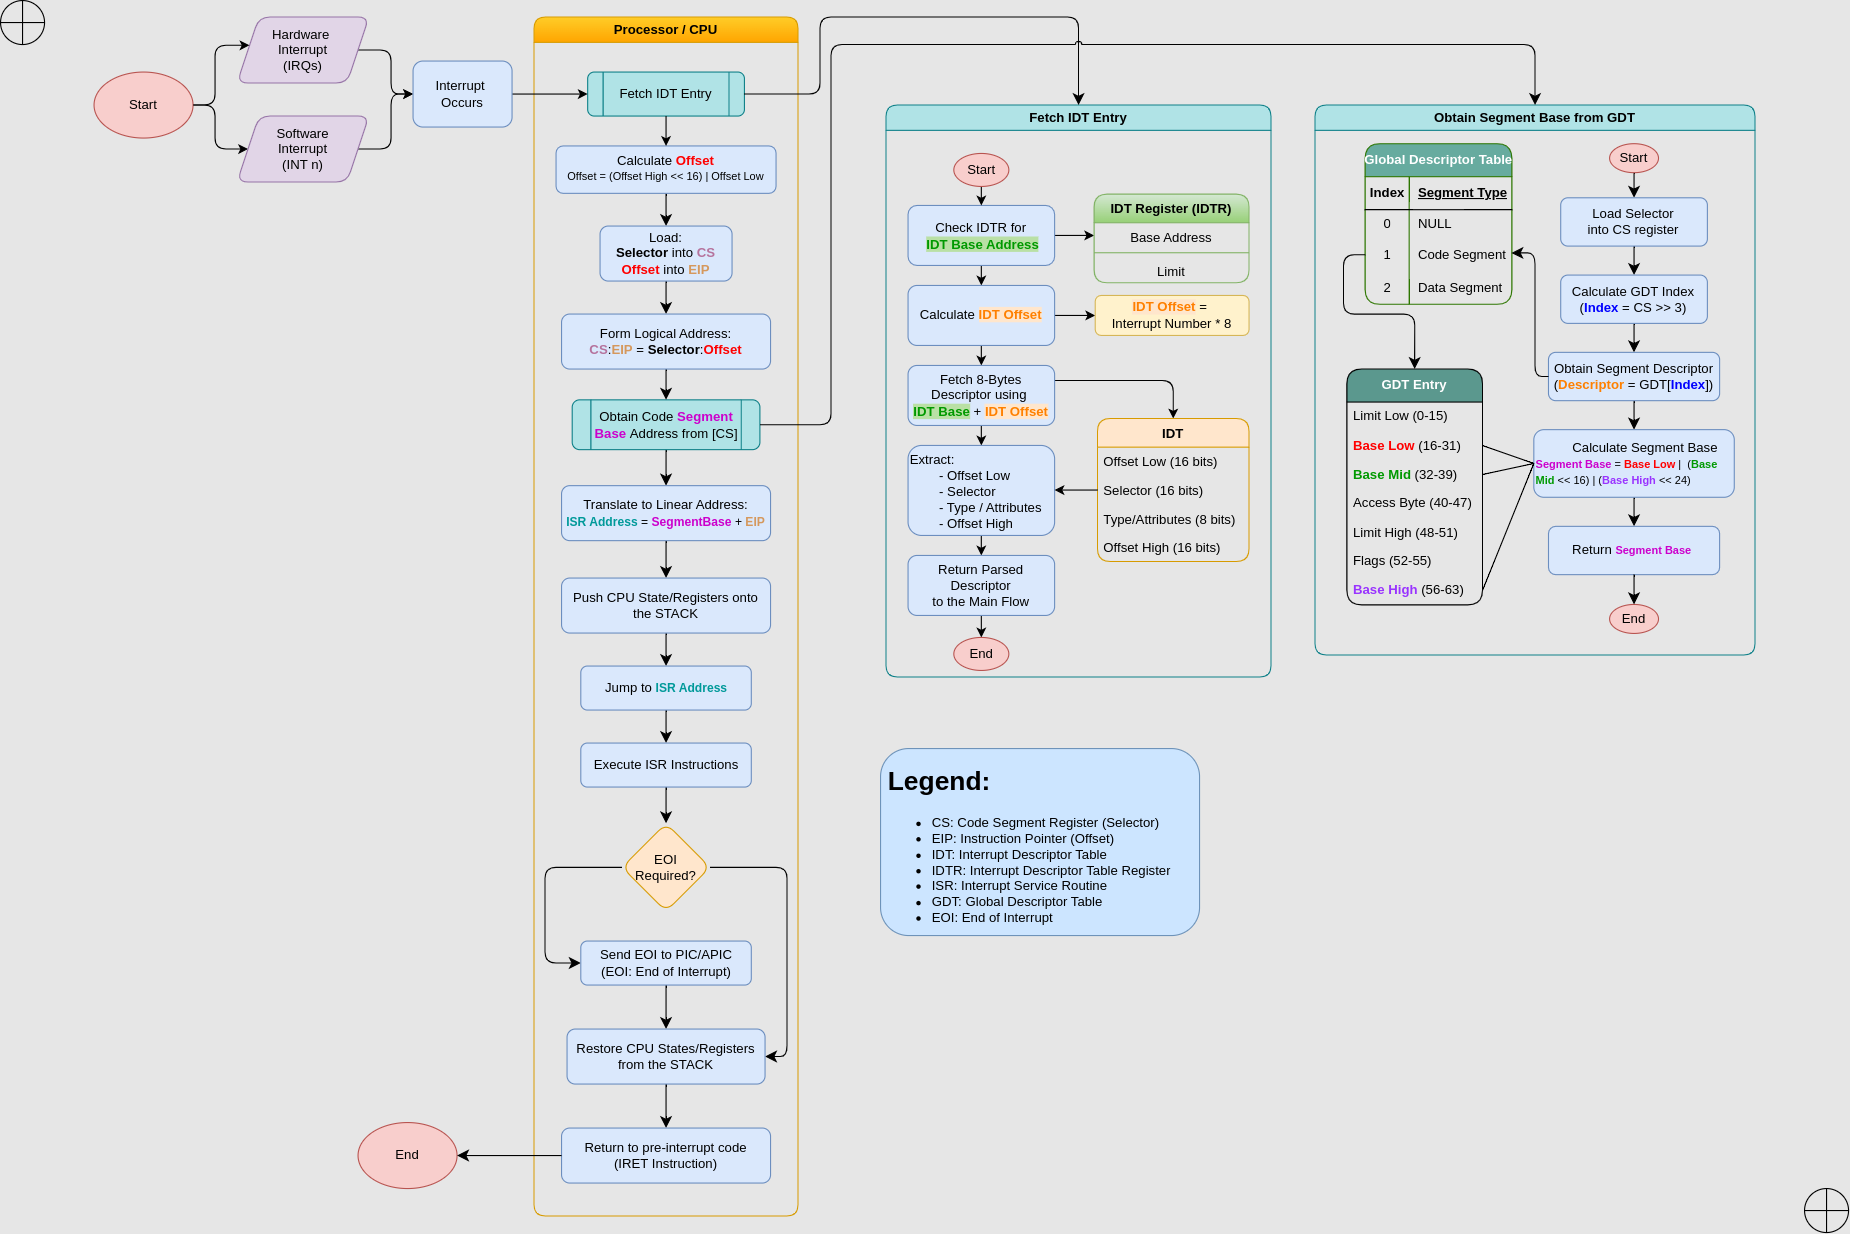 Start
Hardware
Interrupt
(IRQs)
Software
Interrupt
(INT n)
Interrupt
Occurs
Processor / CPU
Fetch IDT Entry
Calculate Offset
Offset = (Offset High << 16) | Offset Low
Load:
Selector into CS
Offset into EIP
Form Logical Address:
CS:EIP = Selector:Offset
Obtain Code Segment
Base Address from [CS]
Translate to Linear Address:
ISR Address = SegmentBase + EIP
Push CPU State/Registers onto
the STACK
Jump to ISR Address
Execute ISR Instructions
EOI
Required?
Send EOI to PIC/APIC
(EOI: End of Interrupt)
Restore CPU States/Registers
from the STACK
Return to pre-interrupt code
(IRET Instruction)
End
Fetch IDT Entry
Start
Check IDTR for
IDT Base Address
Calculate IDT Offset
Fetch 8-Bytes
Descriptor using
IDT Base + IDT Offset
Extract:
- Offset Low
- Selector
- Type / Attributes
- Offset High
Return Parsed
Descriptor
to the Main Flow
End
IDT Register (IDTR)
Base Address
Limit
IDT Offset =
Interrupt Number * 8
IDT
Offset Low (16 bits)
Selector (16 bits)
Type/Attributes (8 bits)
Offset High (16 bits)
Obtain Segment Base from GDT
Global Descriptor Table
Index Segment Type
0 NULL
1 Code Segment
2 Data Segment
GDT Entry
Limit Low (0-15)
Base Low (16-31)
Base Mid (32-39)
Access Byte (40-47)
Limit High (48-51)
Flags (52-55)
Base High (56-63)
Start
Load Selector
into CS register
Calculate GDT Index
(Index = CS >> 3)
Obtain Segment Descriptor
(Descriptor = GDT[Index])
Calculate Segment Base
Segment Base = Base Low | (Base
Mid << 16) | (Base High << 24)
Return Segment Base
End
Legend:
• CS: Code Segment Register (Selector)
• EIP: Instruction Pointer (Offset)
• IDT: Interrupt Descriptor Table
• IDTR: Interrupt Descriptor Table Register
• ISR: Interrupt Service Routine
• GDT: Global Descriptor Table
• EOI: End of Interrupt